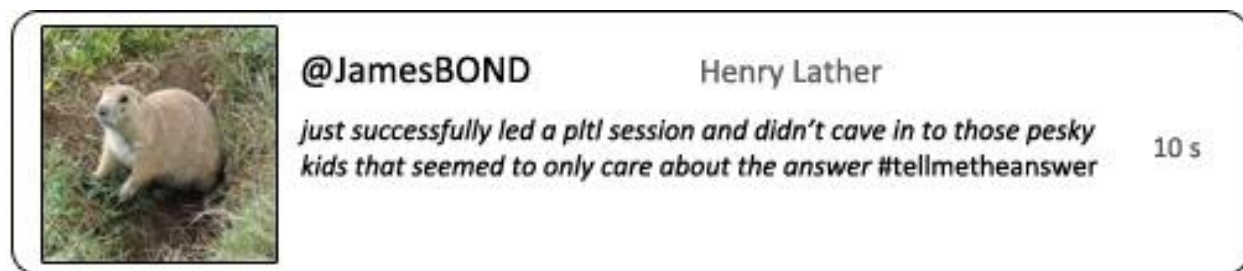 @JamesBOND Henry Lather
just successfully led a pltl session and didn't cave in to those pesky
kids that seemed to only care about the answer #tellmetheanswer
10 s